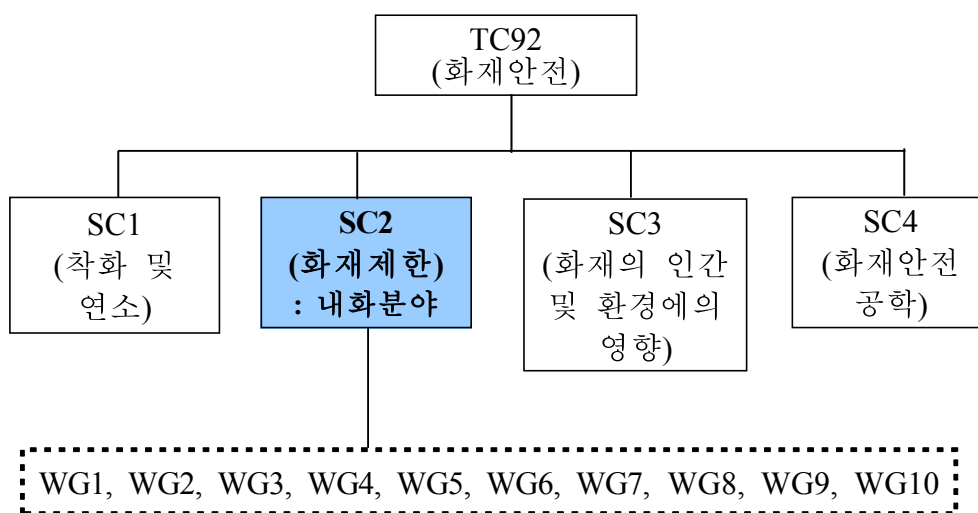 TC92
(화재안전)
SC1
(착화 및
연소)
SC2
(화재제한)
: 내화분야
SC3
(화재의 인간
및 환경에의
영향)
SC4
(화재안전
공학)
WG1, WG2, WG3, WG4, WG5, WG6, WG7, WG8, WG9, WG10